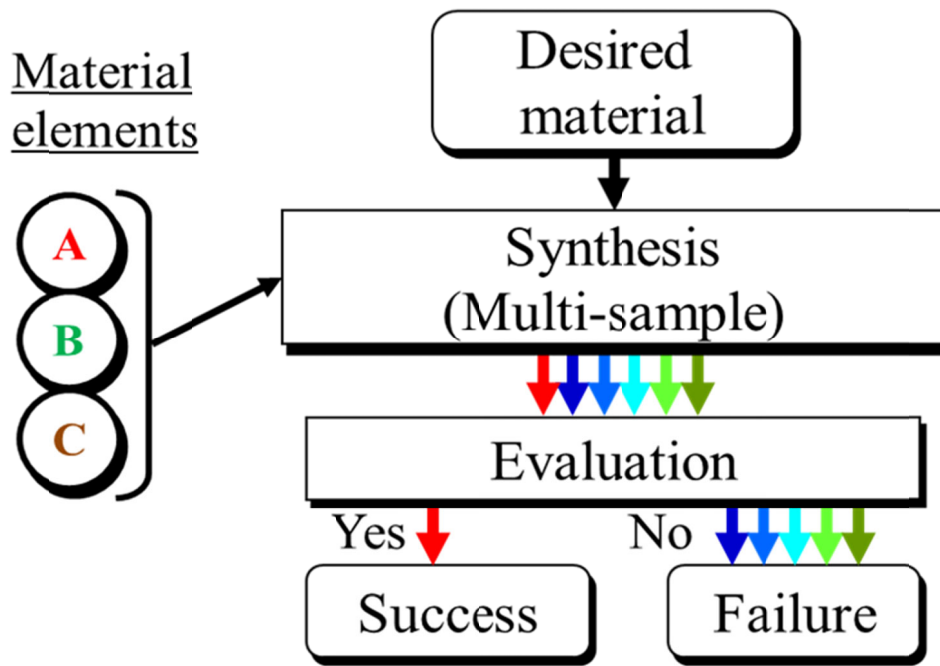 Material
elements
A
B
C
Desired
material
Synthesis
(Multi-sample)
Evaluation
Yes
No
Success
Failure